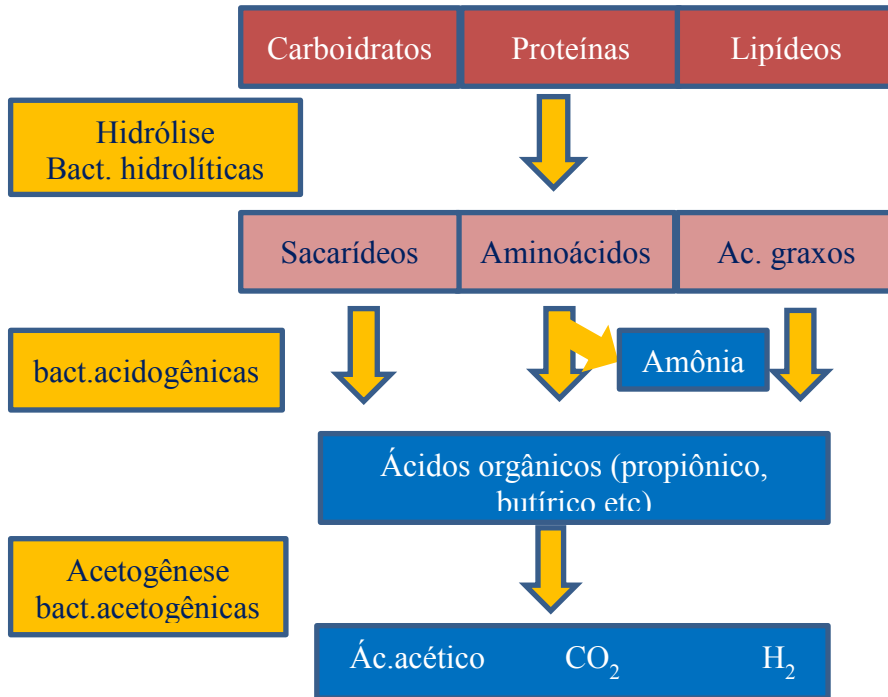 Carboidratos Proteínas Lipídeos
Hidrólise
Bact. hidrolíticas
Sacarídeos Aminoácidos Ac. graxos
bact.acidogênicas
Amônia
Ácidos orgânicos (propiônico,
butírico etc)
Acetogênese
bact.acetogênicas
Ác.acético CO₂ H₂